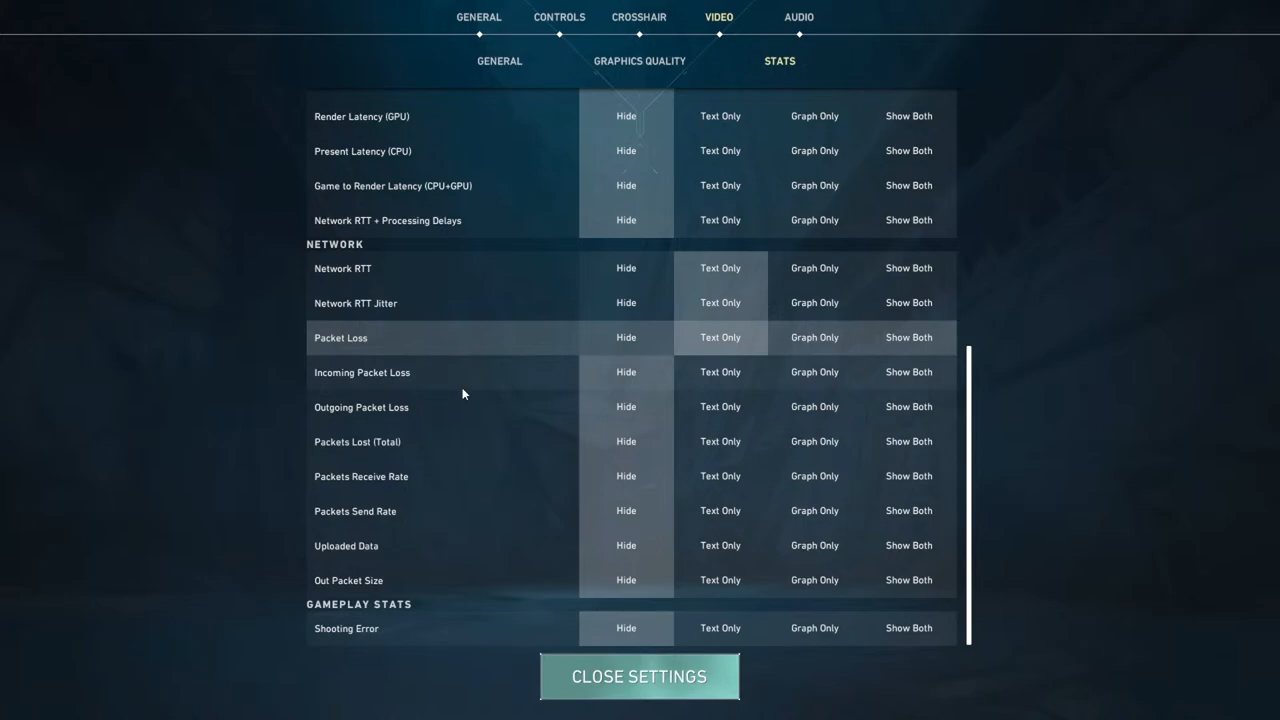 GENERAL CONTROLS CROSSHAIR VIDEO AUDIO
GENERAL GRAPHICS QUALITY STATS
Render Latency (GPU) Hide Text Only Graph Only Show Both
Present Latency (CPU) Hide Text Only Graph Only Show Both
Game to Render Latency (CPU+GPU) Hide Text Only Graph Only Show Both
Network RTT + Processing Delays Hide Text Only Graph Only Show Both
NETWORK
Network RTT Hide Text Only Graph Only Show Both
Network RTT Jitter Hide Text Only Graph Only Show Both
Packet Loss Hide Text Only Graph Only Show Both
Incoming Packet Loss Hide Text Only Graph Only Show Both
Outgoing Packet Loss Hide Text Only Graph Only Show Both
Packets Lost (Total) Hide Text Only Graph Only Show Both
Packets Receive Rate Hide Text Only Graph Only Show Both
Packets Send Rate Hide Text Only Graph Only Show Both
Uploaded Data Hide Text Only Graph Only Show Both
Out Packet Size Hide Text Only Graph Only Show Both
GAMEPLAY STATS
Shooting Error Hide Text Only Graph Only Show Both
CLOSE SETTINGS